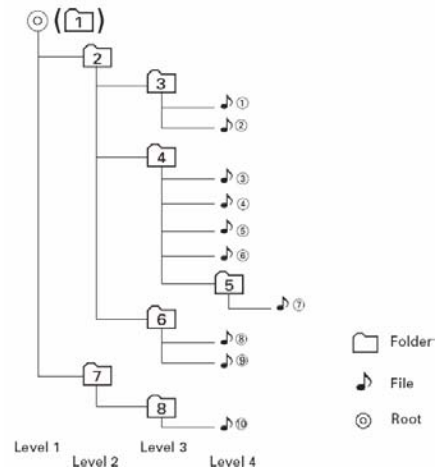 (1)
2
3
①
②
4
③
④
⑤
⑥
5
⑦
6
⑧
⑨
7
8
⑩
Folder
File
Root
Level 1
Level 2
Level 3
Level 4